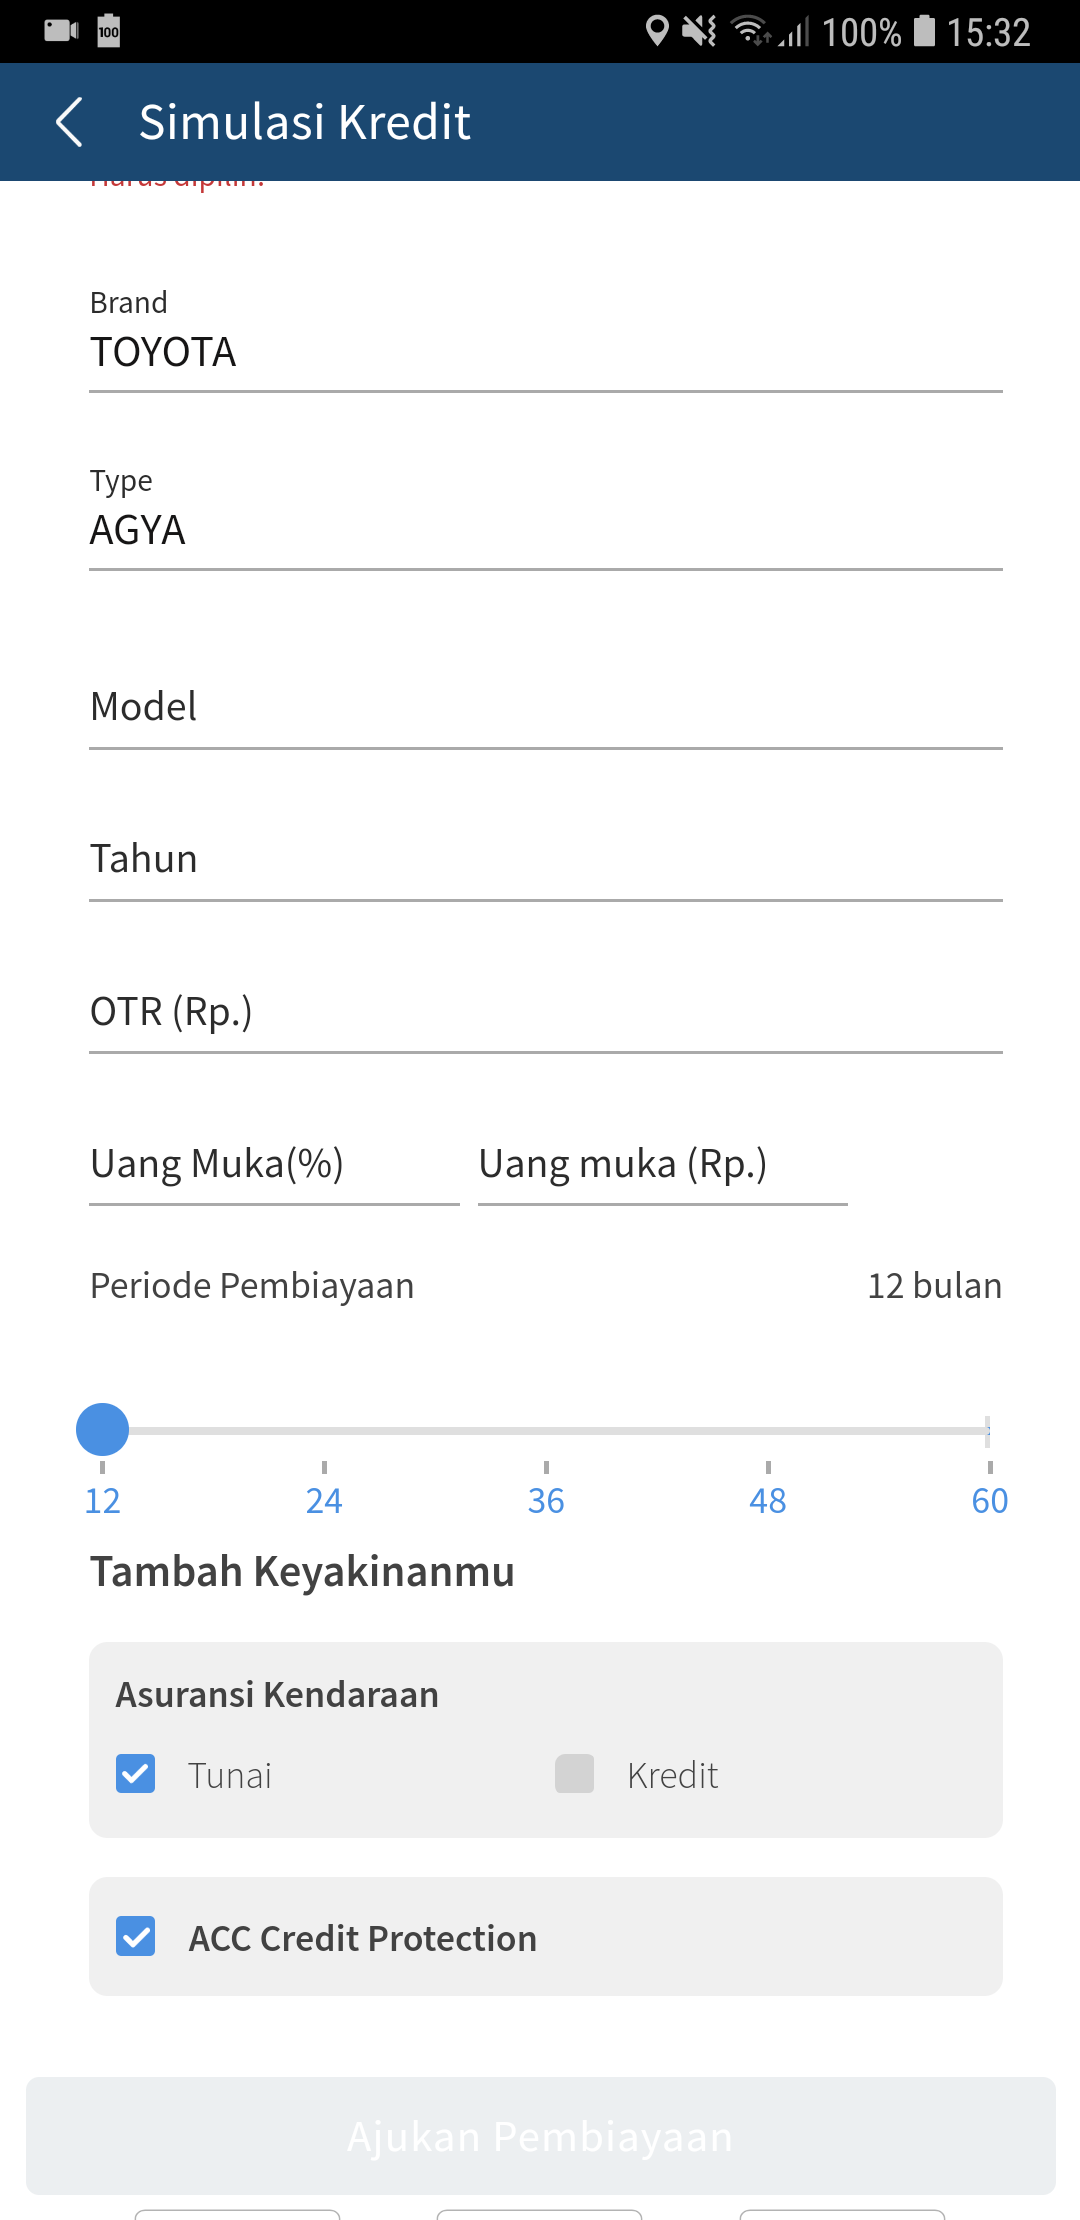 100 100% 15:32
Simulasi Kredit
Brand
TOYOTA
Type
AGYA
Model
Tahun
OTR (Rp.)
Uang Muka(%) Uang muka (Rp.)
Periode Pembiayaan 12 bulan
12 24 36 48 60
Tambah Keyakinanmu
Asuransi Kendaraan
Tunai Kredit
ACC Credit Protection
Ajukan Pembiayaan